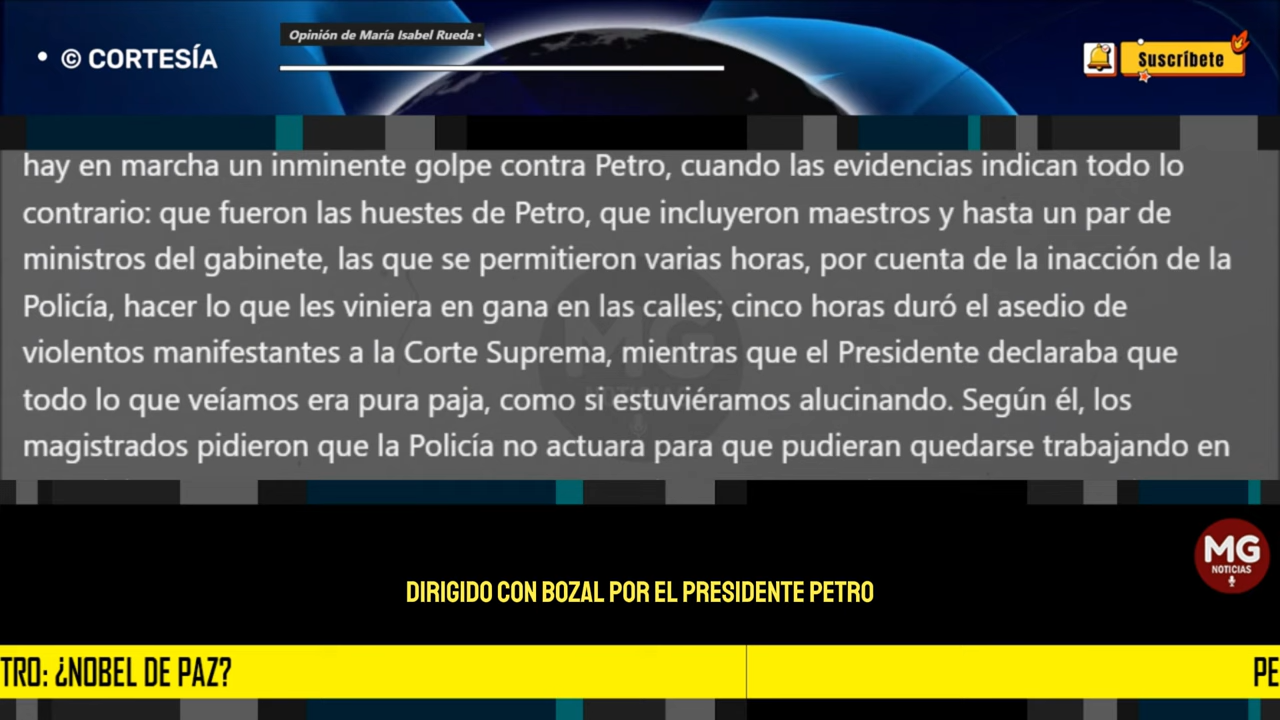 • © CORTESÍA
Opinión de María Isabel Rueda •
Suscríbete
hay en marcha un inminente golpe contra Petro, cuando las evidencias indican todo lo
contrario: que fueron las huestes de Petro, que incluyeron maestros y hasta un par de
ministros del gabinete, las que se permitieron varias horas, por cuenta de la inacción de la
Policía, hacer lo que les viniera en gana en las calles; cinco horas duró el asedio de
violentos manifestantes a la Corte Suprema, mientras que el Presidente declaraba que
todo lo que veíamos era pura paja, como si estuviéramos alucinando. Según él, los
magistrados pidieron que la Policía no actuara para que pudieran quedarse trabajando en
MG
NOTICIAS
DIRIGIDO CON BOZAL POR EL PRESIDENTE PETRO
TRO: ¿NOBEL DE PAZ?
PE